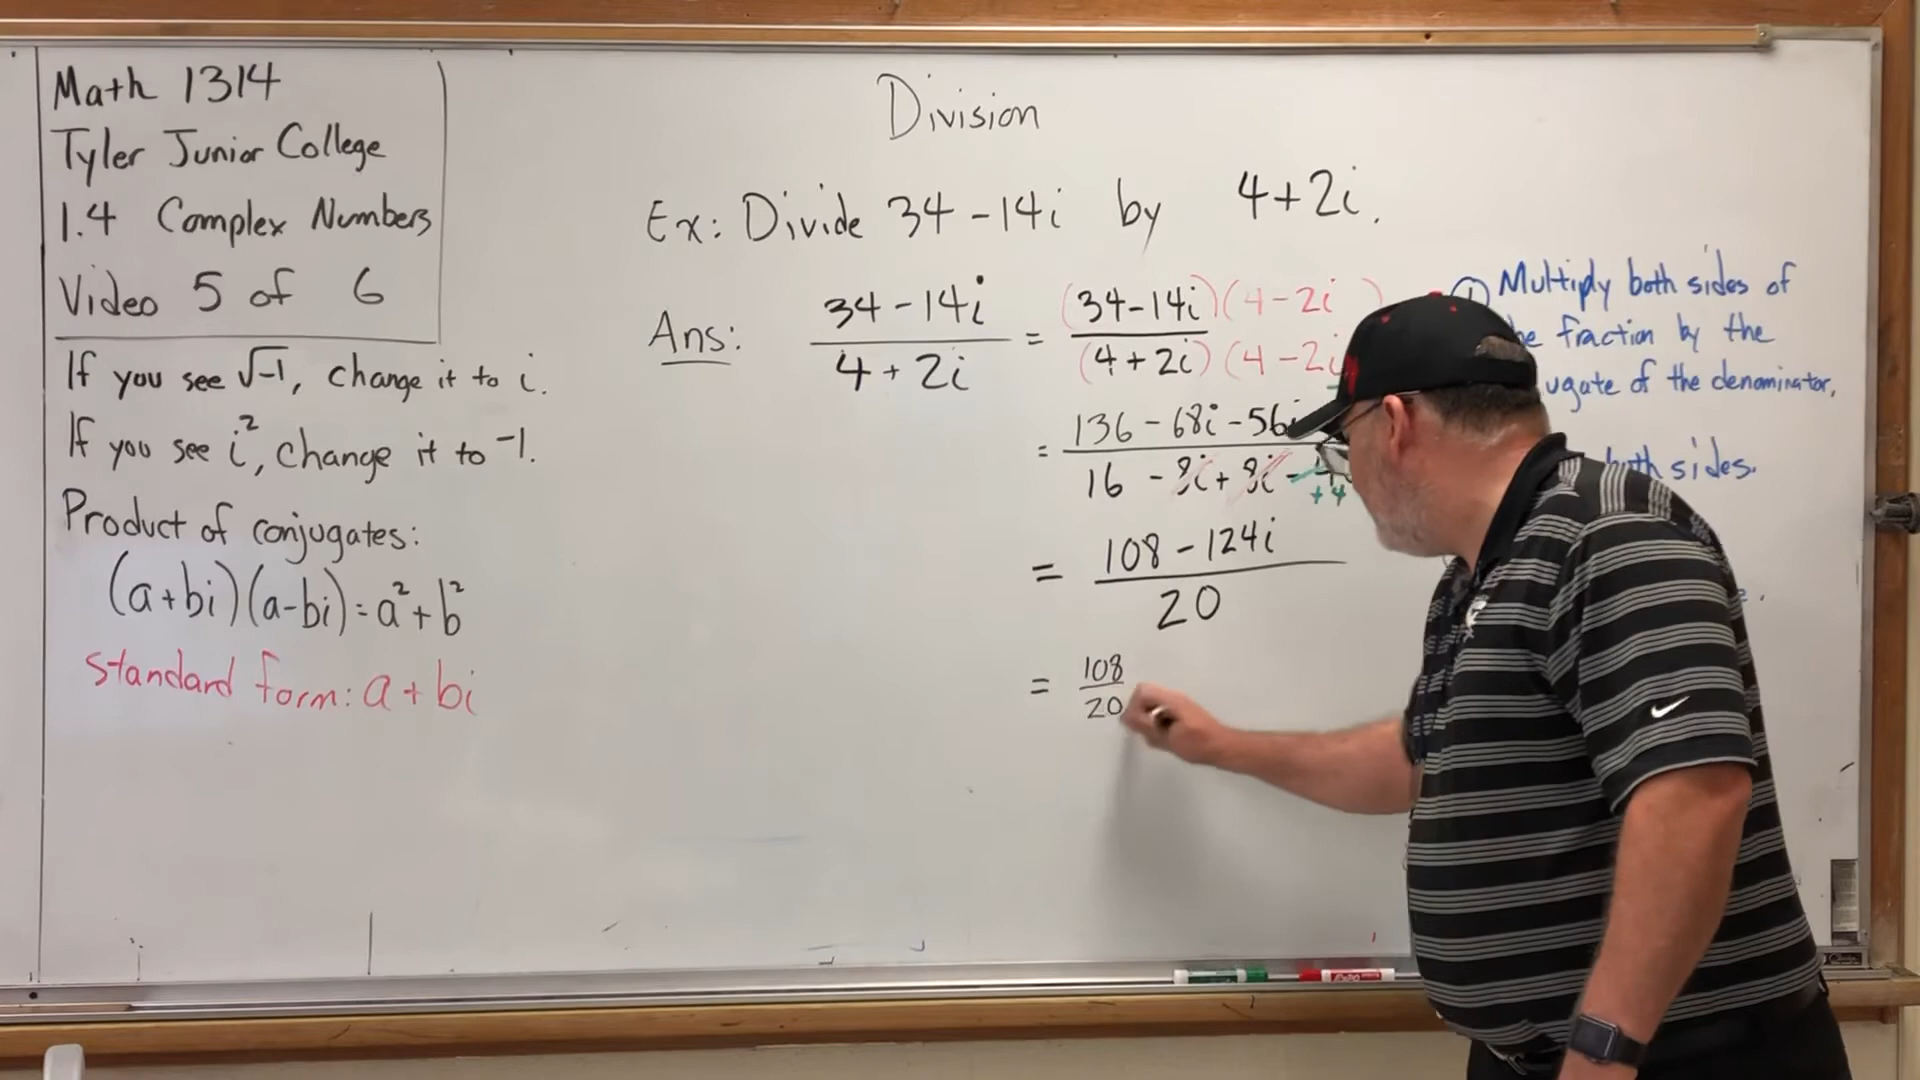 Math 1314
Tyler Junior College
1.4 Complex Numbers
Video 5 of 6
If you see √-1, change it to i.
If you see i², change it to -1.
Product of conjugates:
(a+bi)(a-bi)=a²+b²
standard form: a + bi
Division
Ex: Divide 34-14i by 4+2i.
Ans:
34-14i
4+2i
=
(34-14i)(4-2i)
(4+2i)(4-2i
=
136-68i-56i
16-8i+8i-
+4
=
108-124i
20
=
108
20
① Multiply both sides of
fraction by the
of the denominator.
both sides.